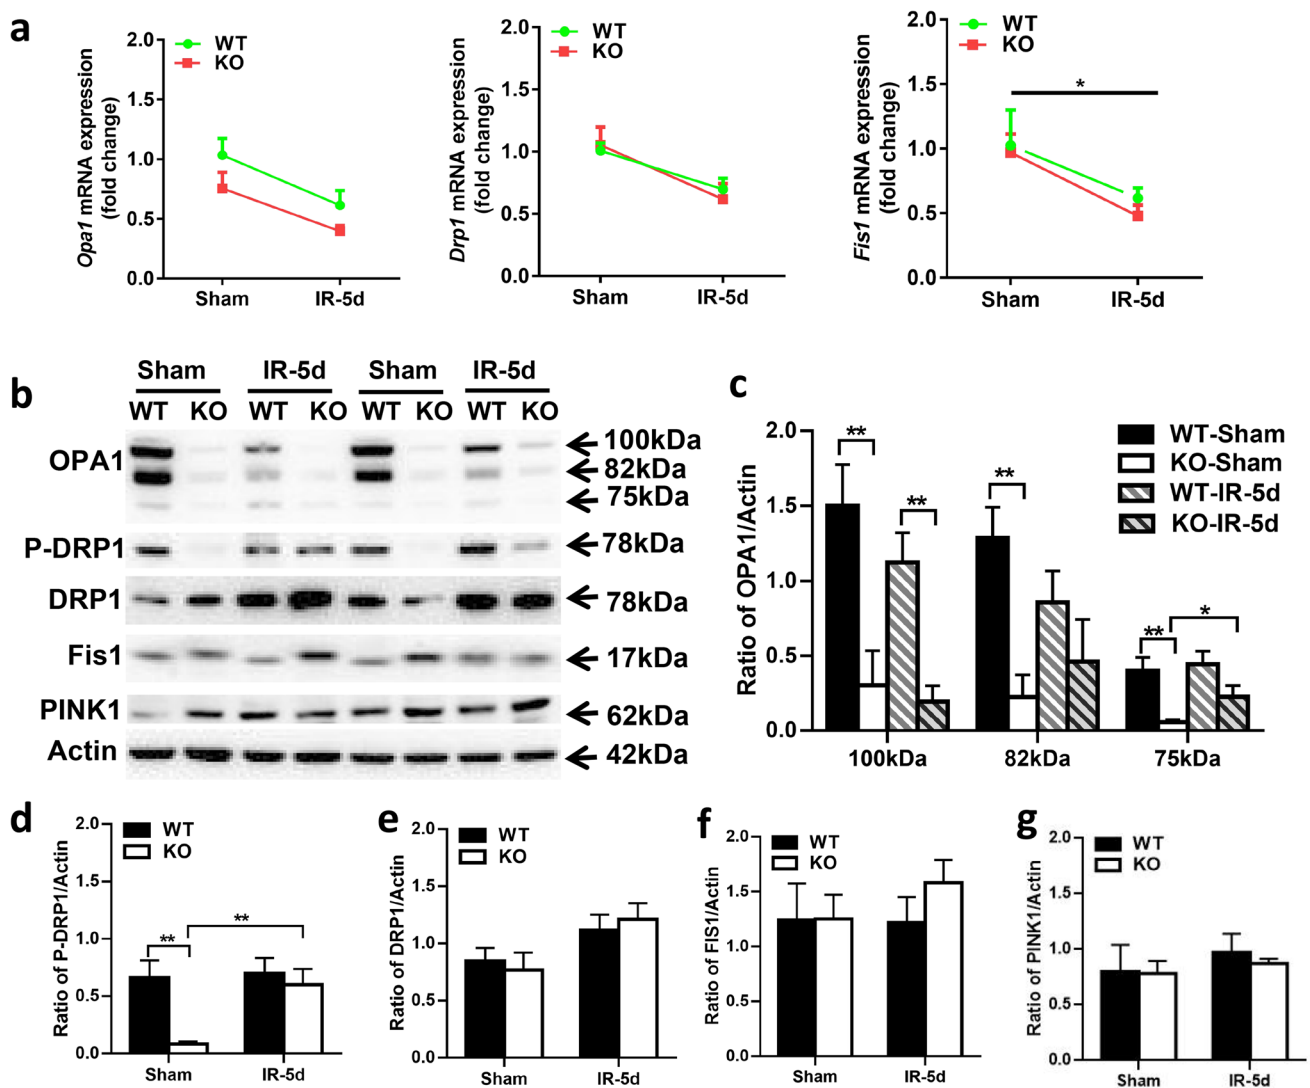 a
Opa1 mRNA expression
(fold change)
2.0
1.5
1.0
0.5
0.0
WT
KO
Sham
IR-5d
Drp1 mRNA expression
(fold change)
2.0
1.5
1.0
0.5
0.0
WT
KO
Sham
IR-5d
Fis1 mRNA expression
(fold change)
2.0
1.5
1.0
0.5
0.0
WT
KO
*
Sham
IR-5d
b
Sham IR-5d Sham IR-5d
WT KO WT KO WT KO WT KO
OPA1
100kDa
82kDa
75kDa
P-DRP1 78kDa
DRP1 78kDa
Fis1 17kDa
PINK1 62kDa
Actin 42kDa
c
Ratio of OPA1/Actin
2.0
1.5
1.0
0.5
0.0
WT-Sham
KO-Sham
WT-IR-5d
KO-IR-5d
**
**
**
**
*
100kDa 82kDa 75kDa
d
Ratio of P-DRP1/Actin
2.0
1.5
1.0
0.5
0.0
WT
KO
**
**
Sham IR-5d
e
Ratio of DRP1/Actin
2.0
1.5
1.0
0.5
0.0
WT
KO
Sham IR-5d
f
Ratio of FIS1/Actin
2.0
1.5
1.0
0.5
0.0
WT
KO
Sham IR-5d
g
Ratio of PINK1/Actin
2.0
1.5
1.0
0.5
0.0
WT
KO
Sham IR-5d